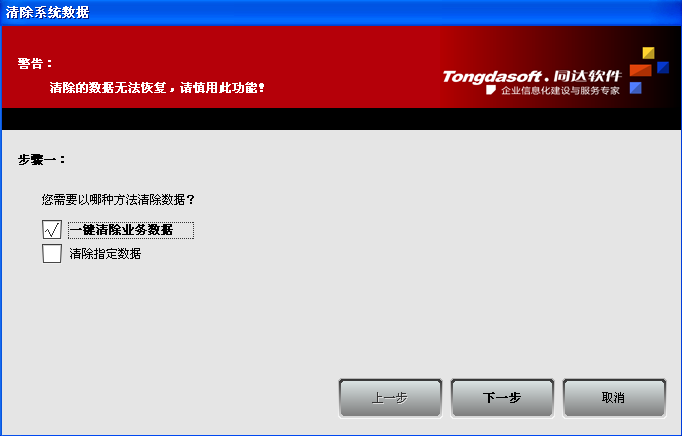 清除系统数据
警告：
清除的数据无法恢复，请慎用此功能！
Tongdasoft.同达软件
企业信息化建设与服务专家
步骤一：
您需要以哪种方法清除数据？
一键清除业务数据
清除指定数据
上一步
下一步
取消